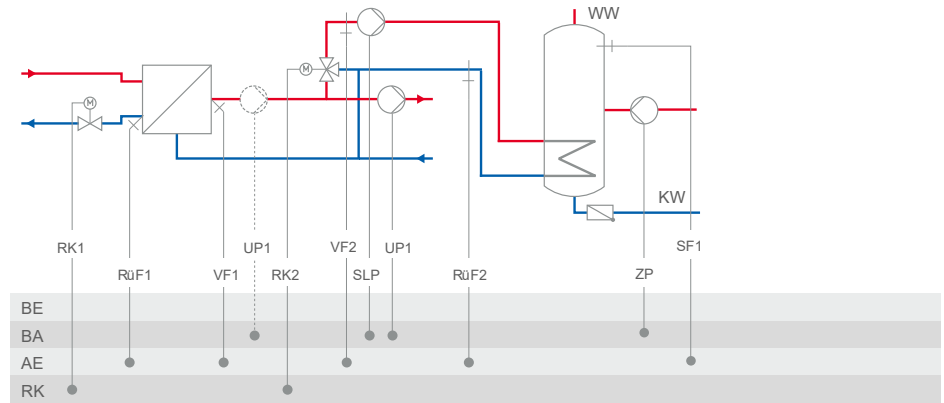 WW
M
M
KW
RK1
UP1
RK2
VF2
UP1
SF1
RüF1
VF1
SLP
RüF2
ZP
BE
BA
AE
RK